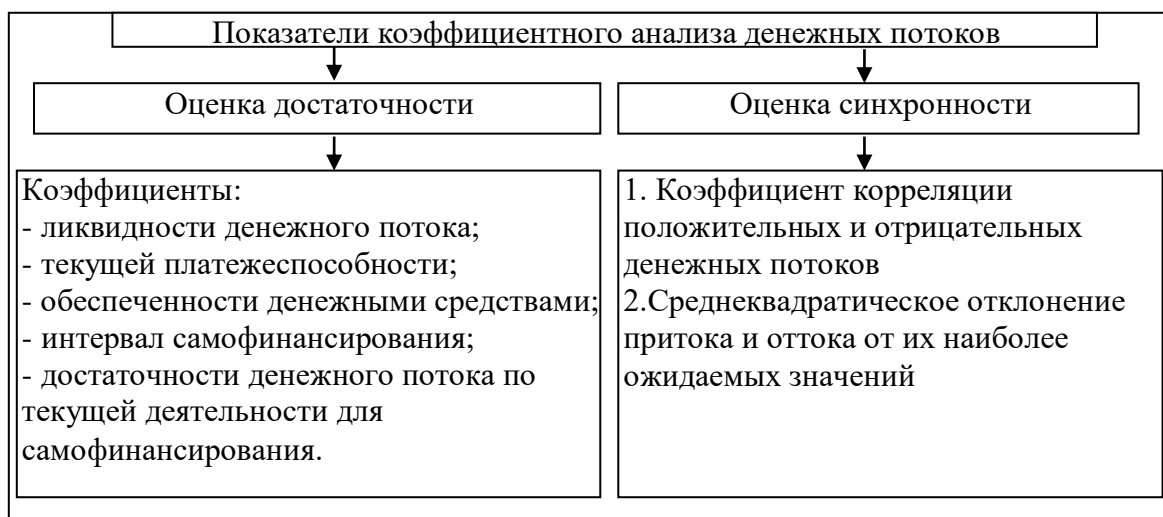 Показатели коэффициентного анализа денежных потоков
Оценка достаточности
Оценка синхронности
Коэффициенты:
- ликвидности денежного потока;
- текущей платежеспособности;
- обеспеченности денежными средствами;
- интервал самофинансирования;
- достаточности денежного потока по
текущей деятельности для
самофинансирования.
1. Коэффициент корреляции
положительных и отрицательных
денежных потоков
2.Среднеквадратическое отклонение
притока и оттока от их наиболее
ожидаемых значений